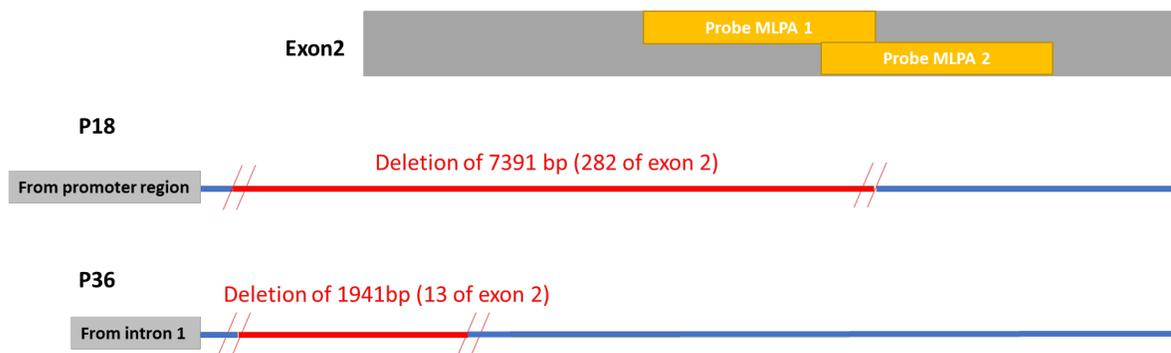 Probe MLPA 1
Exon2
Probe MLPA 2
P18
Deletion of 7391 bp (282 of exon 2)
From promoter region
P36
Deletion of 1941bp (13 of exon 2)
From intron 1